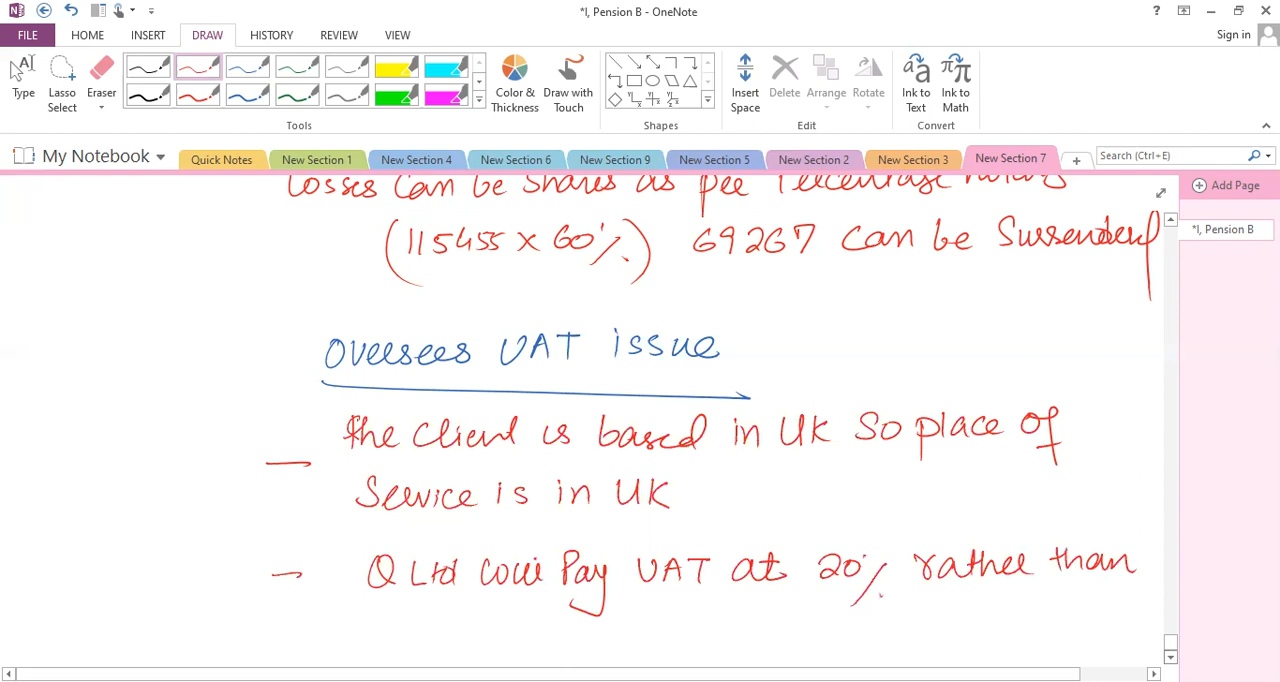 *I, Pension B - OneNote
?
Sign in
FILE HOME INSERT DRAW HISTORY REVIEW VIEW
Type
Lasso Select
Eraser
Color & Thickness
Draw with Touch
Insert Space
Delete
Arrange
Rotate
Ink to Text
Ink to Math
Tools Shapes Edit Convert
My Notebook Quick Notes New Section 1 New Section 4 New Section 6 New Section 9 New Section 5 New Section 2 New Section 3 New Section 7 + Search (Ctrl+E)
Add Page
*I, Pension B
Losses Can be Shares as Per Percentage
(115455 x 60%) 69267 can be Surrenderd
Oversees VAT issue
— the client is based in UK So place of
Service is in UK
— Q Ltd will Pay VAT at 20% rather than